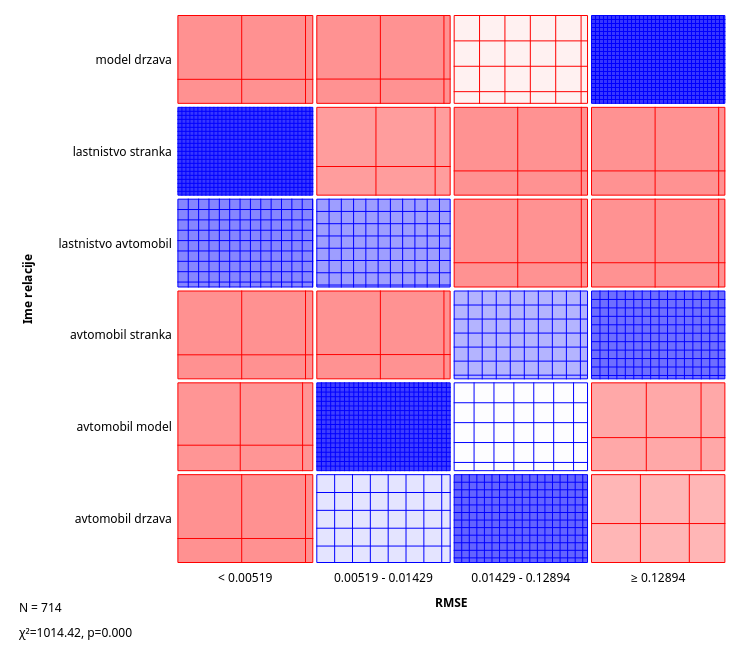 model drzava
lastnistvo stranka
lastnistvo avtomobil
Ime relacije
avtomobil stranka
avtomobil model
avtomobil drzava
< 0.00519
0.00519 - 0.01429
0.01429 - 0.12894
≥ 0.12894
RMSE
N = 714
χ²=1014.42, p=0.000